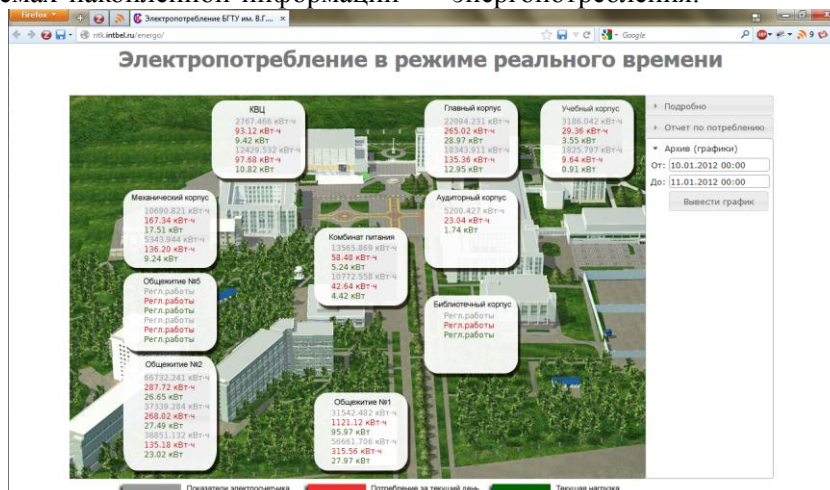 темах накопленной информации энергопотребления.
Firefox
Электропотребление БГТУ им. В.Г....
ntk.intbel.ru/energo/
Google
9
Электропотребление в режиме реального времени
КВЦ
2767.466 кВт·ч
93.12 кВт·ч
9.42 кВт
12429.532 кВт·ч
97.68 кВт·ч
10.82 кВт
Главный корпус
22094.231 кВт·ч
265.02 кВт·ч
28.97 кВт
18343.911 кВт·ч
135.36 кВт·ч
12.95 кВт
Учебный корпус
3186.042 кВт·ч
29.36 кВт·ч
3.55 кВт
1825.797 кВт·ч
9.64 кВт·ч
0.91 кВт
Механический корпус
10690.821 кВт·ч
167.34 кВт·ч
17.51 кВт
5343.944 кВт·ч
136.20 кВт·ч
9.24 кВт
Аудиторный корпус
5200.427 кВт·ч
23.04 кВт·ч
1.74 кВт
Комбинат питания
13565.869 кВт·ч
58.48 кВт·ч
5.24 кВт
10772.558 кВт·ч
42.64 кВт·ч
4.42 кВт
Общежитие №5
Регл.работы
Регл.работы
Регл.работы
Регл.работы
Регл.работы
Регл.работы
Библиотечный корпус
Регл.работы
Регл.работы
Регл.работы
Общежитие №2
66732.241 кВт·ч
287.72 кВт·ч
26.65 кВт
37339.284 кВт·ч
268.02 кВт·ч
27.49 кВт
38851.132 кВт·ч
135.18 кВт·ч
23.02 кВт
Общежитие №1
31542.482 кВт·ч
1121.12 кВт·ч
95.97 кВт
56661.706 кВт·ч
315.56 кВт·ч
27.97 кВт
Подробно
Отчет по потреблению
Архив (графики)
От: 10.01.2012 00:00
До: 11.01.2012 00:00
Вывести график
Показатели электросчетчика
Потребление за текущий день
Текущая нагрузка